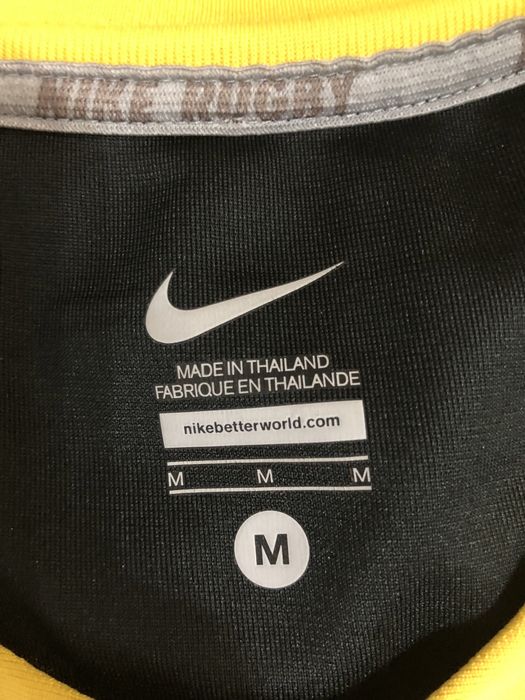 NIKE RUGBY
MADE IN THAILAND
FABRIQUE EN THAILANDE
nikebetterworld.com
M M M
M